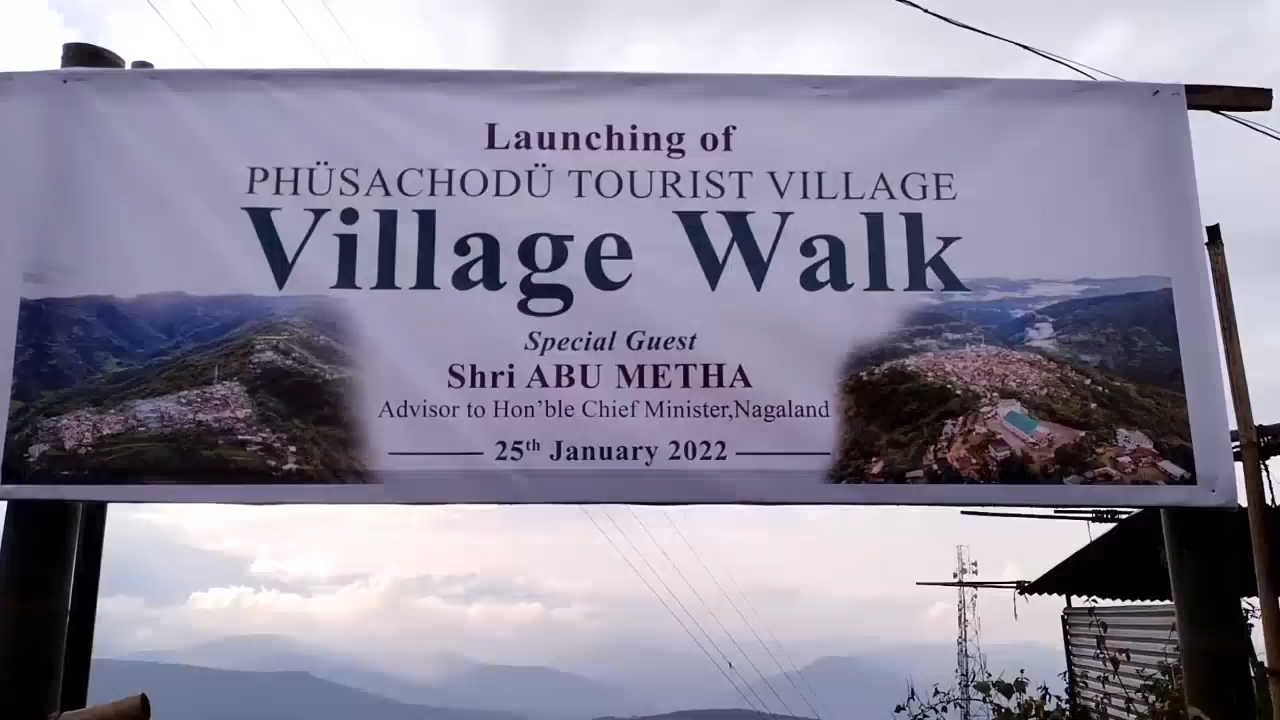 Launching of
PHÜSACHODÜ TOURIST VILLAGE
Village Walk
Special Guest
Shri ABU METHA
Advisor to Hon'ble Chief Minister,Nagaland
25th January 2022